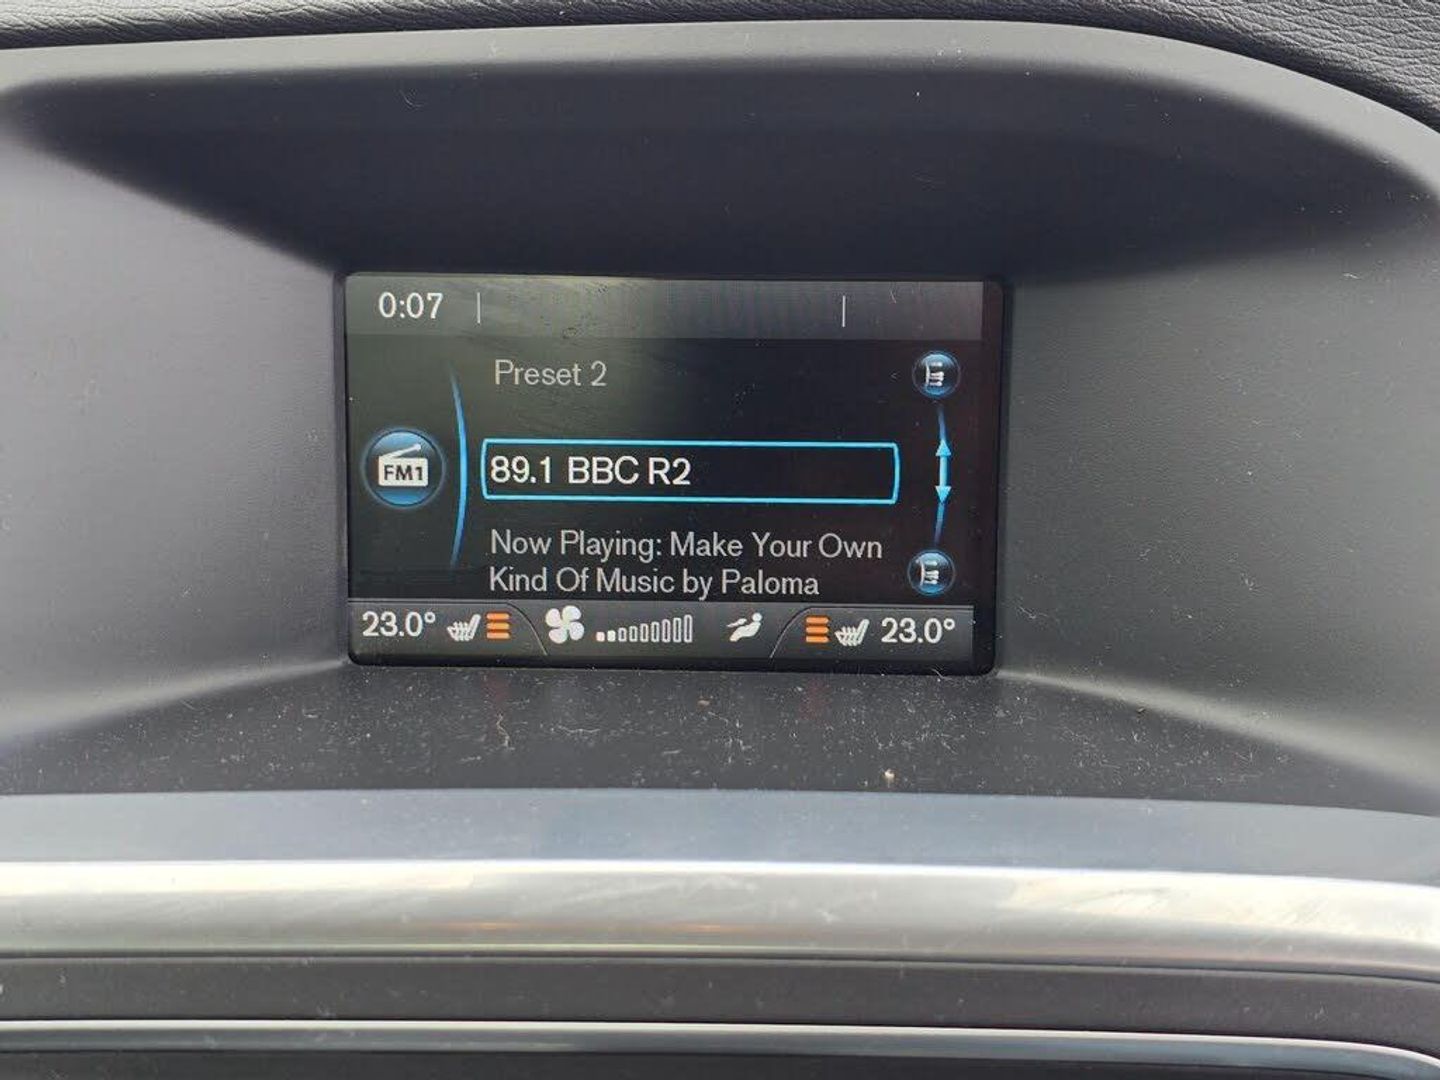 0:07
Preset 2
FM1
89.1 BBC R2
Now Playing: Make Your Own
Kind Of Music by Paloma
23.0°
23.0°